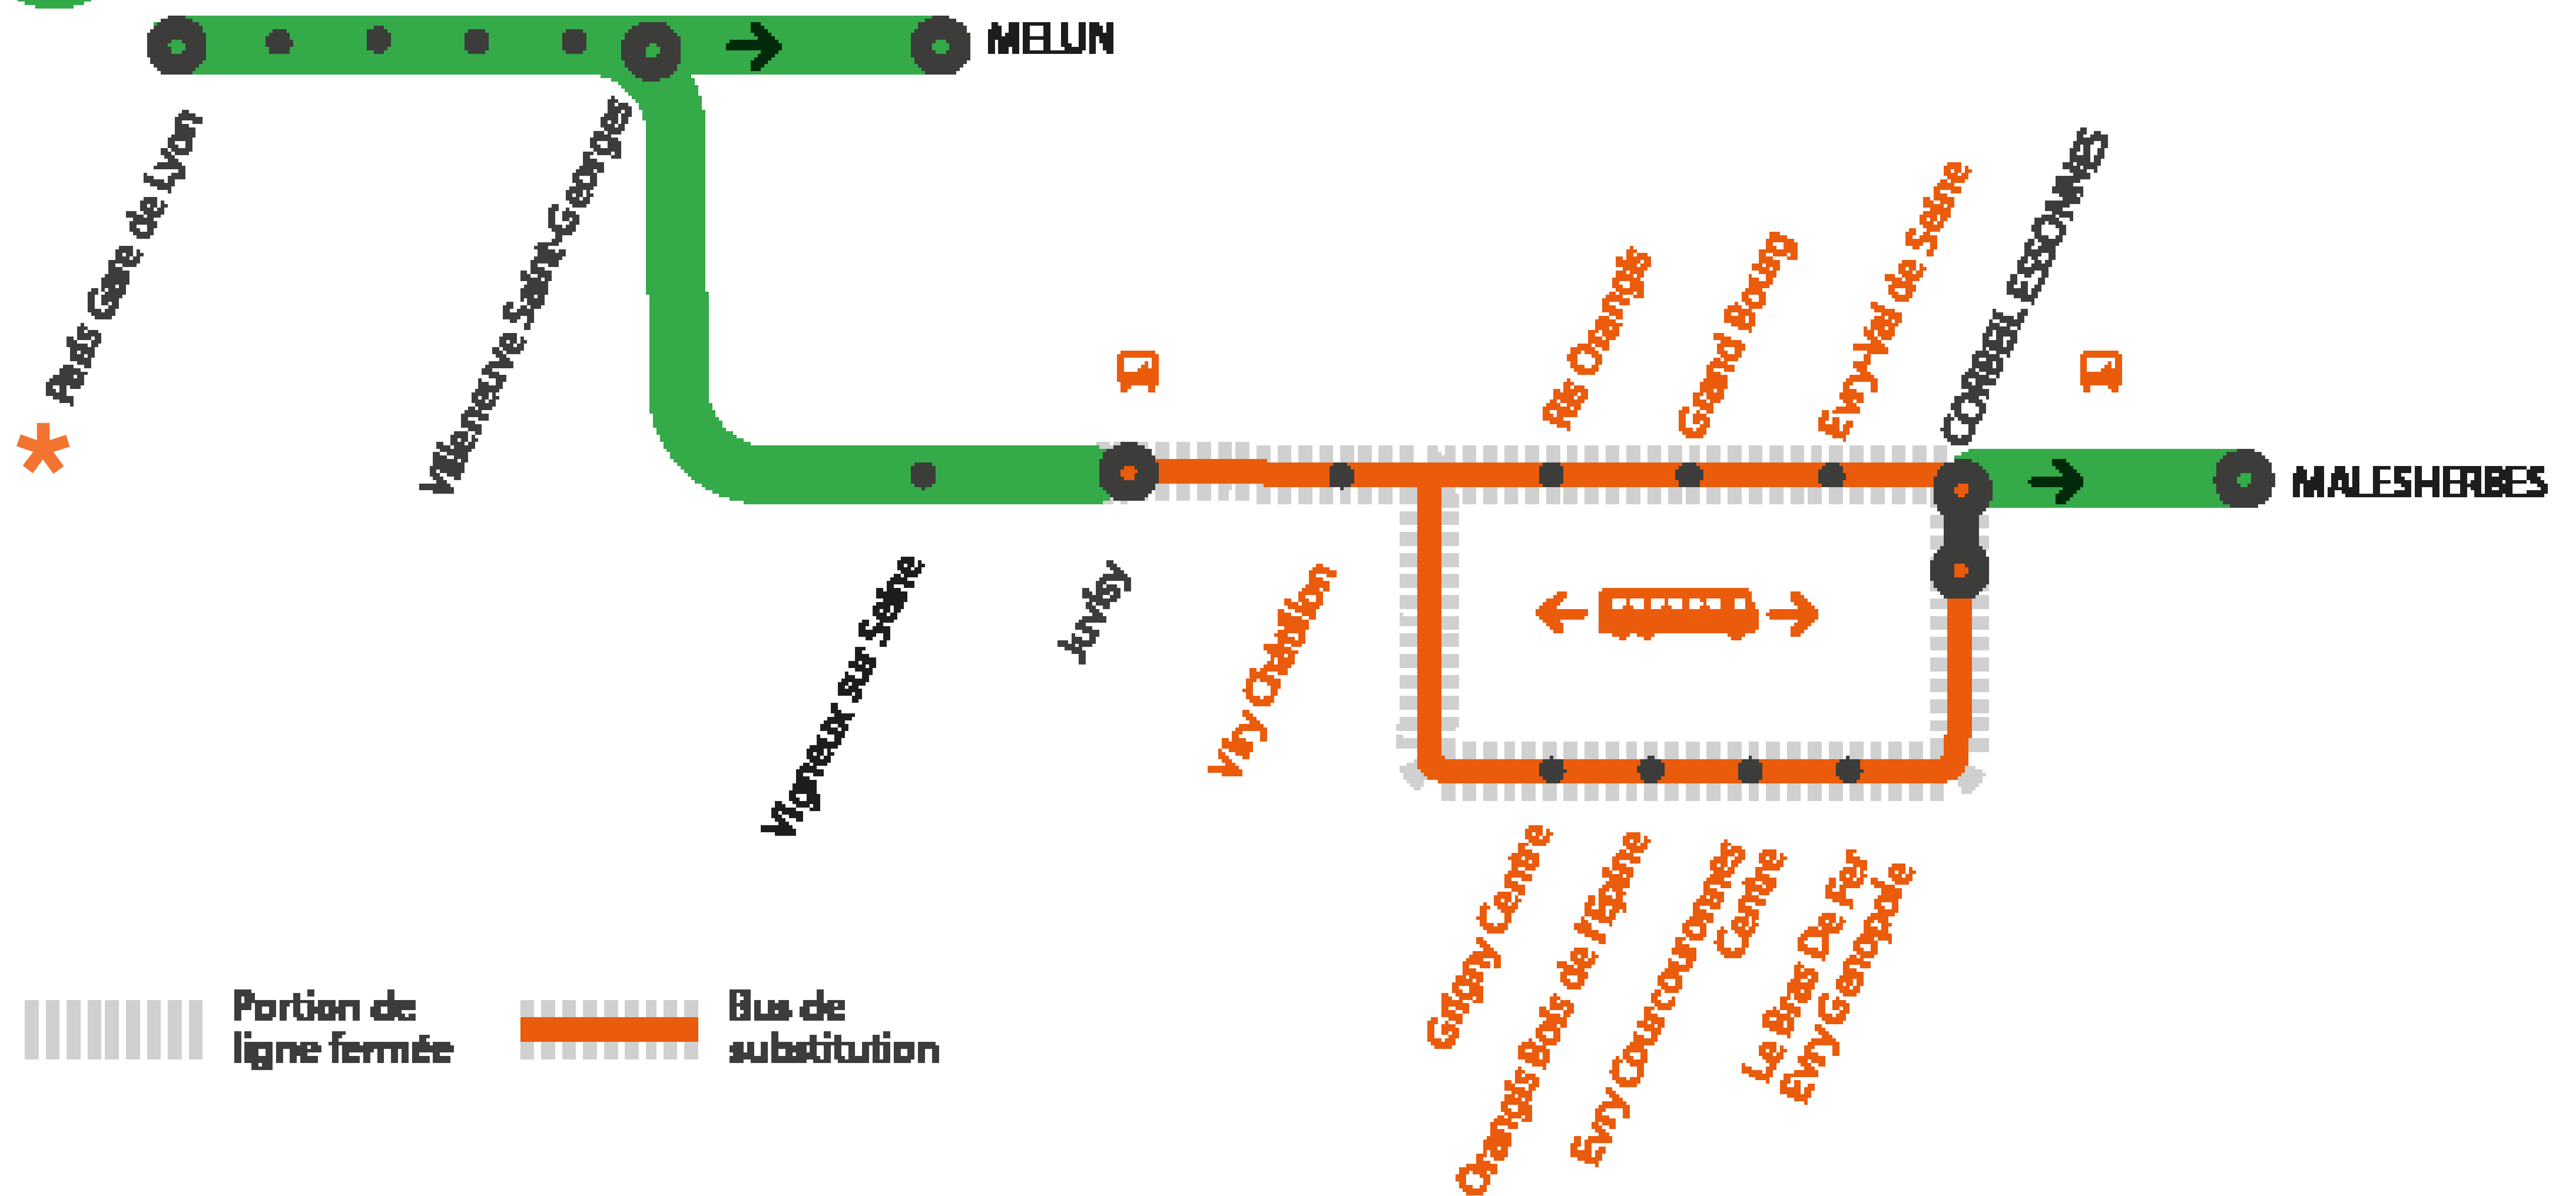 MELUN
Paris Gare de Lyon
*
Villeneuve Saint-Georges
Ris Orangis
Grand Bourg
Evry-Val de Seine
CORBEIL ESSONNES
MALESHERBES
Vigneux sur Seine
Juvisy
Viry Chatillon
Grigny Centre
Orangis Bois de l'Epine
Evry Courcouronnes
Centre
Le Bras De Fer
Evry Genopole
Portion de
ligne fermée
Bus de
substitution